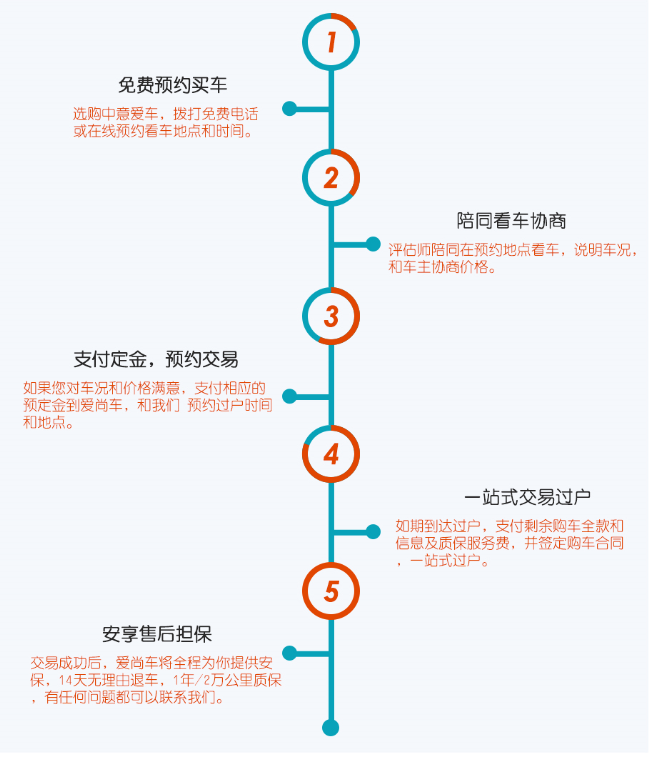 1
免费预约买车
选购中意爱车，拨打免费电话
或在线预约看车地点和时间。
2
陪同看车协商
评估师陪同在预约地点看车，说明车况，
和车主协商价格。
3
支付定金，预约交易
如果您对车况和价格满意，支付相应的
预定金到爱尚车，和我们 预约过户时间
和地点。
4
一站式交易过户
如期到达过户，支付剩余购车全款和
信息及质保服务费，并签定购车合同
，一站式过户。
5
安享售后担保
交易成功后，爱尚车将全程为你提供安
保，14天无理由退车，1年/2万公里质保
，有任何问题都可以联系我们。